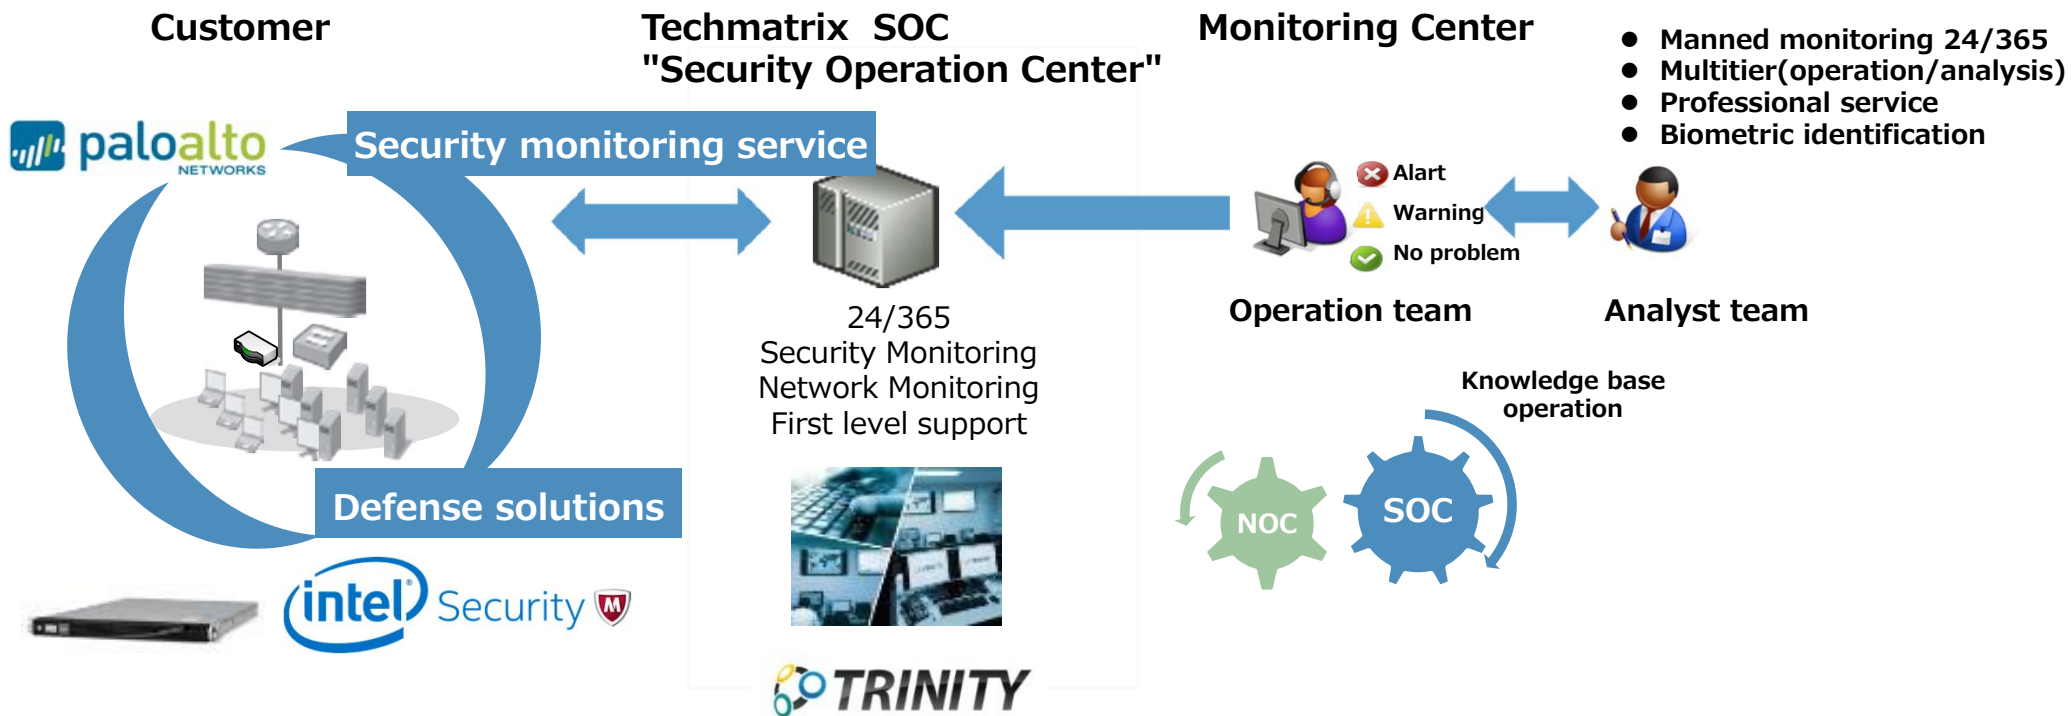 Customer
Techmatrix SOC
"Security Operation Center"
Monitoring Center
● Manned monitoring 24/365
● Multitier(operation/analysis)
● Professional service
● Biometric identification
paloalto
NETWORKS
Security monitoring service
Alart
Warning
No problem
Operation team
Analyst team
24/365
Security Monitoring
Network Monitoring
First level support
Knowledge base
operation
NOC
SOC
Defense solutions
intel Security M
TRINITY